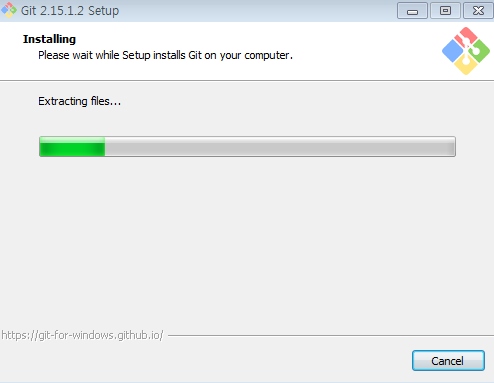 Git 2.15.1.2 Setup
Installing
Please wait while Setup installs Git on your computer.
Extracting files...
https://git-for-windows.github.io/
Cancel